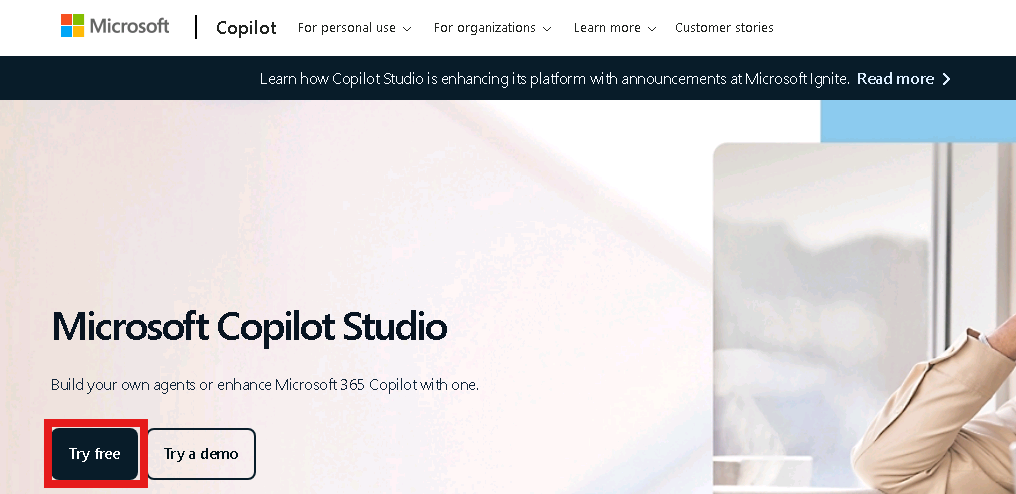 Microsoft Copilot For personal use For organizations Learn more Customer stories
Learn how Copilot Studio is enhancing its platform with announcements at Microsoft Ignite. Read more
Microsoft Copilot Studio
Build your own agents or enhance Microsoft 365 Copilot with one.
Try free Try a demo